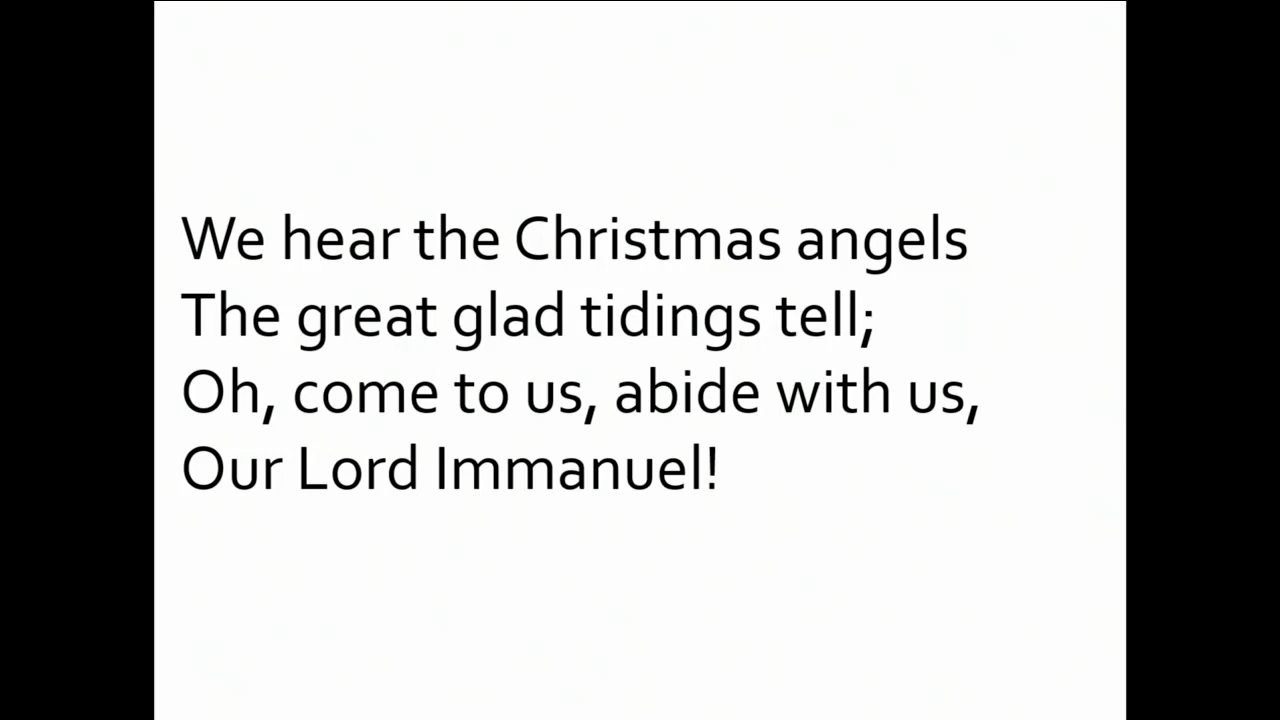 We hear the Christmas angels
The great glad tidings tell;
Oh, come to us, abide with us,
Our Lord Immanuel!